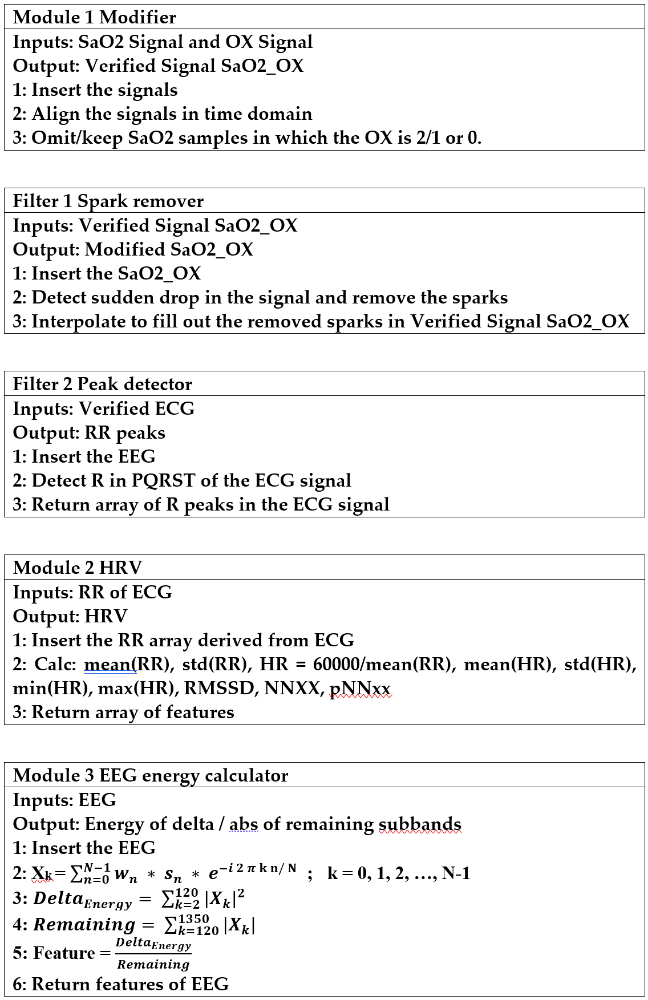 Module 1 Modifier
Inputs: SaO2 Signal and OX Signal
Output: Verified Signal SaO2_OX
1: Insert the signals
2: Align the signals in time domain
3: Omit/keep SaO2 samples in which the OX is 2/1 or 0.
Filter 1 Spark remover
Inputs: Verified Signal SaO2_OX
Output: Modified SaO2_OX
1: Insert the SaO2_OX
2: Detect sudden drop in the signal and remove the sparks
3: Interpolate to fill out the removed sparks in Verified Signal SaO2_OX
Filter 2 Peak detector
Inputs: Verified ECG
Output: RR peaks
1: Insert the EEG
2: Detect R in PQRST of the ECG signal
3: Return array of R peaks in the ECG signal
Module 2 HRV
Inputs: RR of ECG
Output: HRV
1: Insert the RR array derived from ECG
2: Calc: mean(RR), std(RR), HR = 60000/mean(RR), mean(HR), std(HR),
min(HR), max(HR), RMSSD, NNXX, pNNxx
3: Return array of features
Module 3 EEG energy calculator
Inputs: EEG
Output: Energy of delta / abs of remaining subbands
1: Insert the EEG
2: X_k = ∑_{n=0}^{N−1} w_n * s_n * e^{−i 2 π k n/ N} ; k = 0, 1, 2, …, N-1
3: Delta_{Energy} = ∑_{k=2}^{120} |X_k|^2
4: Remaining = ∑_{k=120}^{1350} |X_k|
5: Feature = Delta_{Energy} / Remaining
6: Return features of EEG